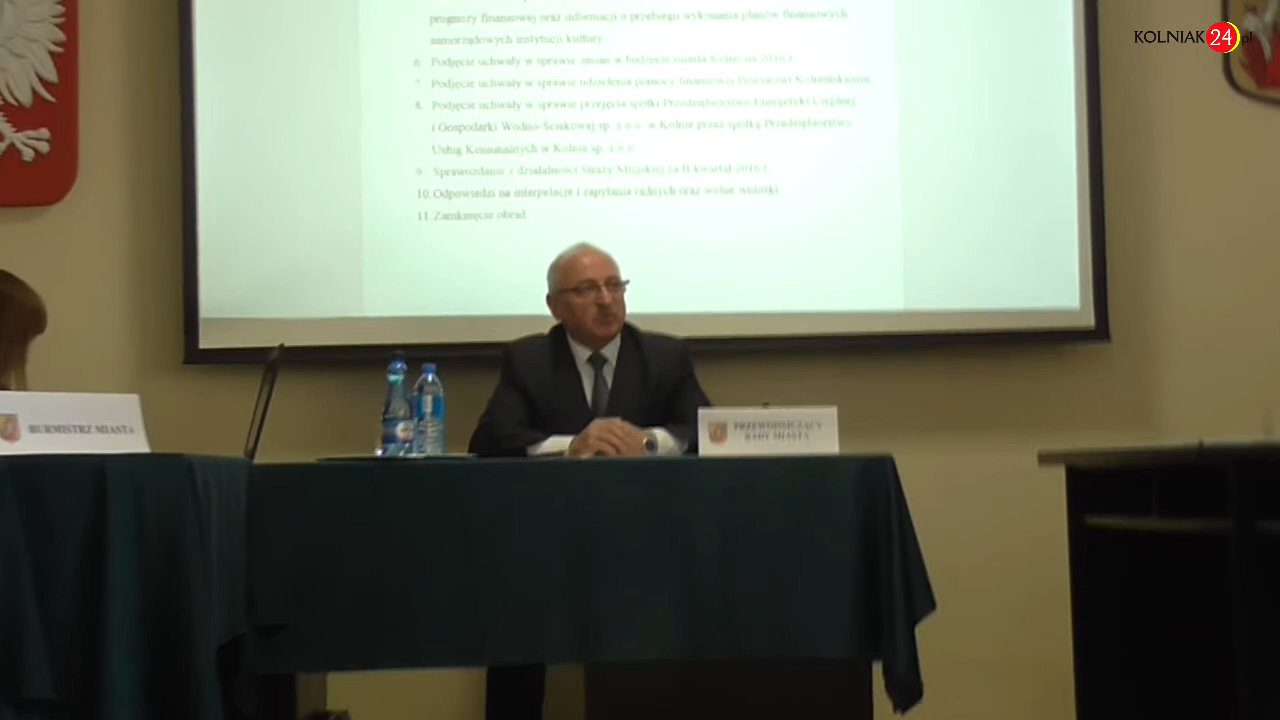 KOLNIAK24.pl
prognozy finansowej oraz informacji o przebiegu wykonania planów finansowych
samorządowych instytucji kultury.
6. Podjęcie uchwały w sprawie zmian w budżecie miasta Kolno na 2016 r.
7. Podjęcie uchwały w sprawie udzielenia pomocy finansowej Powiatowi Kolneńskiemu.
8. Podjęcie uchwały w sprawie przejęcia spółki Przedsiębiorstwo Energetyki Cieplnej
i Gospodarki Wodno-Ściekowej sp. z o.o. w Kolnie przez spółkę Przedsiębiorstwo
Usług Komunalnych w Kolnie sp. z o.o.
9. Sprawozdanie z działalności Straży Miejskiej za II kwartał 2016 r.
10. Odpowiedzi na interpelacje i zapytania radnych oraz wolne wnioski.
11. Zamknięcie obrad.
BURMISTRZ MIASTA
PRZEWODNICZĄCY
RADY MIASTA